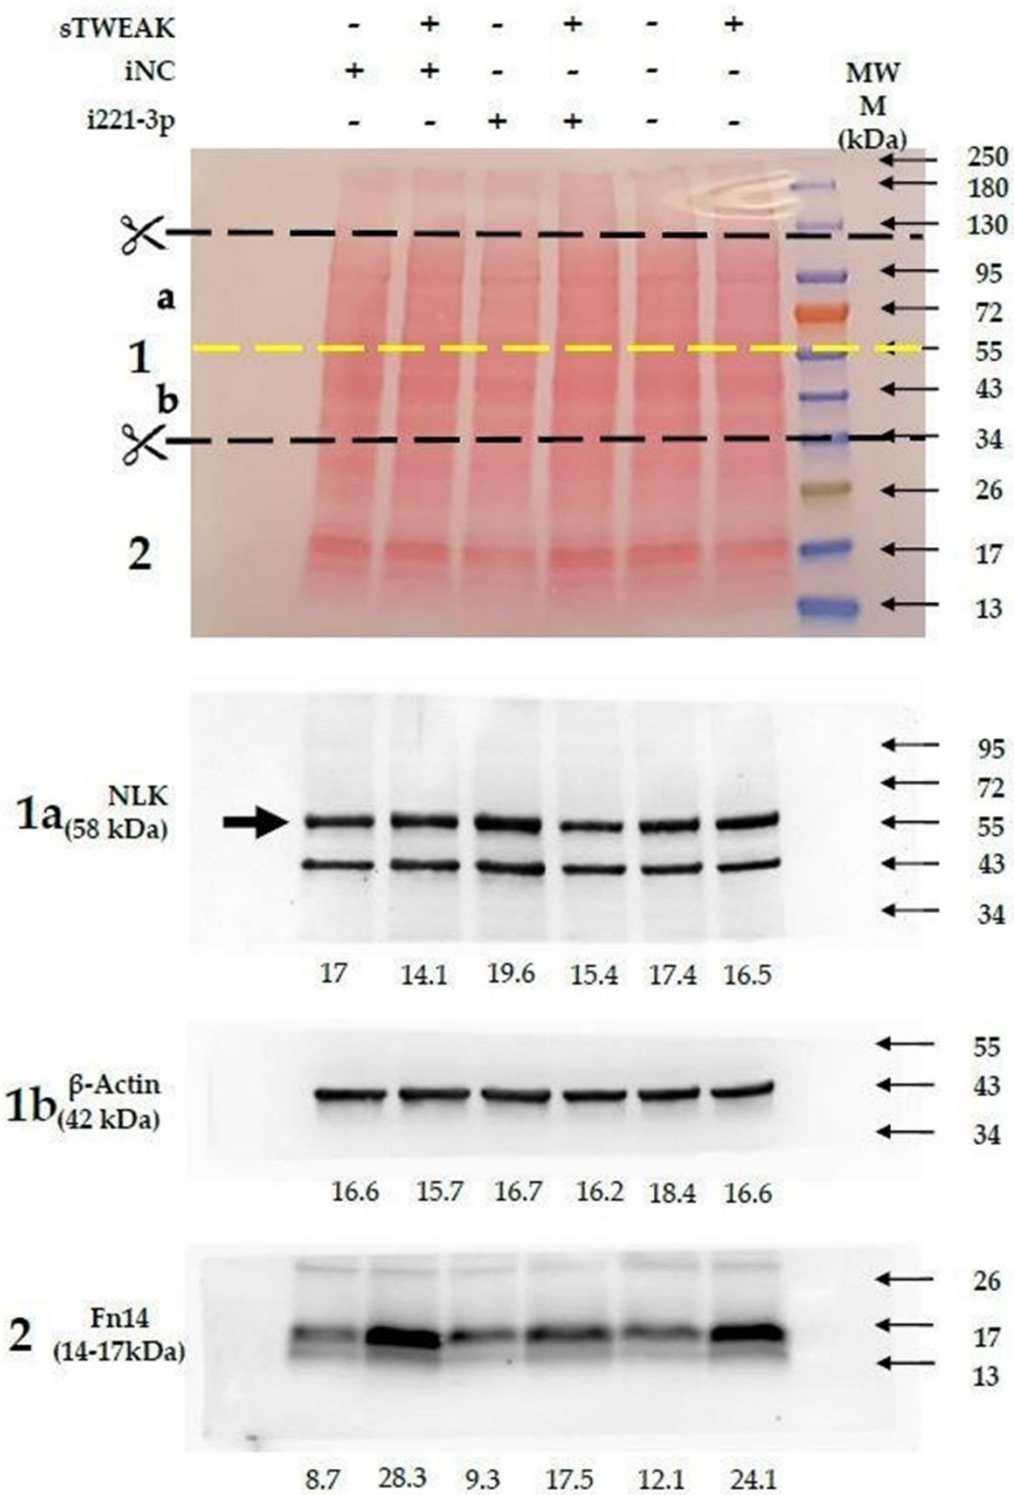 sTWEAK - + - + - +
iNC + + - - - -
i221-3p - - + + - -
MW
M
(kDa)
250
180
130
95
72
55
43
34
26
17
13
a
1
b
2
1a NLK
(58 kDa)
95
72
55
43
34
17 14.1 19.6 15.4 17.4 16.5
1b β-Actin
(42 kDa)
55
43
34
16.6 15.7 16.7 16.2 18.4 16.6
2 Fn14
(14-17kDa)
26
17
13
8.7 28.3 9.3 17.5 12.1 24.1